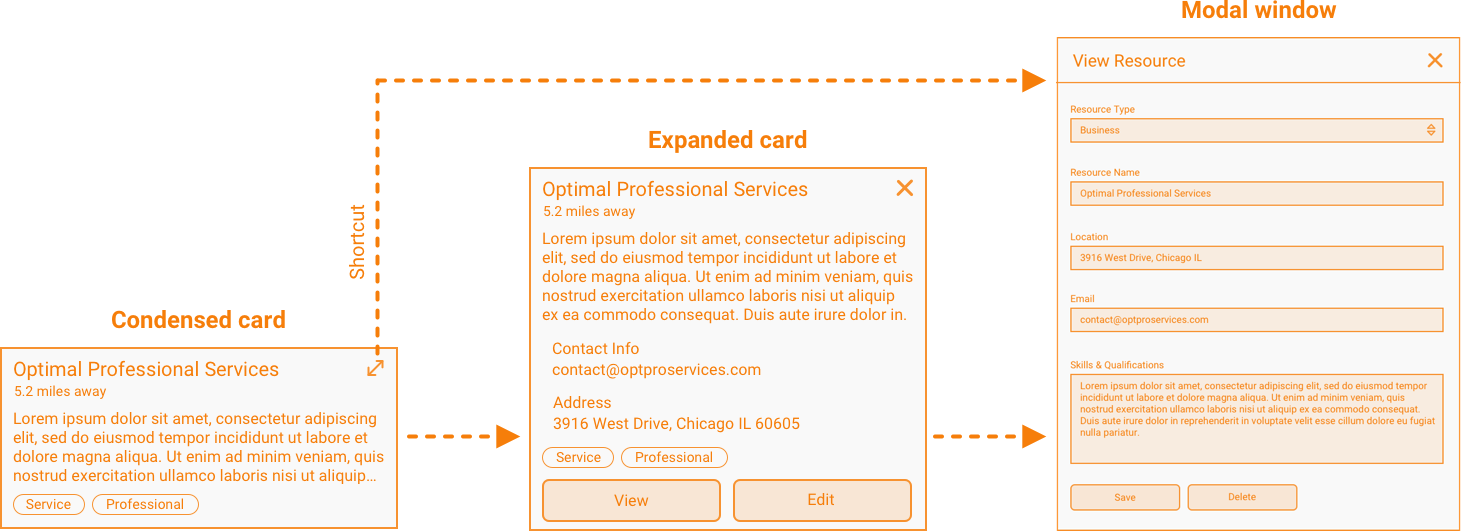 Condensed card
Optimal Professional Services
5.2 miles away
Lorem ipsum dolor sit amet, consectetur adipiscing
elit, sed do eiusmod tempor incididunt ut labore et
dolore magna aliqua. Ut enim ad minim veniam, quis
nostrud exercitation ullamco laboris nisi ut aliquip...
Service
Professional
Shortcut
Expanded card
Optimal Professional Services
5.2 miles away
Lorem ipsum dolor sit amet, consectetur adipiscing
elit, sed do eiusmod tempor incididunt ut labore et
dolore magna aliqua. Ut enim ad minim veniam, quis
nostrud exercitation ullamco laboris nisi ut aliquip
ex ea commodo consequat. Duis aute irure dolor in.
Contact Info
contact@optproservices.com
Address
3916 West Drive, Chicago IL 60605
Service
Professional
View
Edit
Modal window
View Resource
Resource Type
Business
Resource Name
Optimal Professional Services
Location
3916 West Drive, Chicago IL
Email
contact@optproservices.com
Skills & Qualifications
Lorem ipsum dolor sit amet, consectetur adipiscing elit, sed do eiusmod tempor
incididunt ut labore et dolore magna aliqua. Ut enim ad minim veniam, quis
nostrud exercitation ullamco laboris nisi ut aliquip ex ea commodo consequat.
Duis aute irure dolor in reprehenderit in voluptate velit esse cillum dolore eu fugiat
nulla pariatur.
Save
Delete